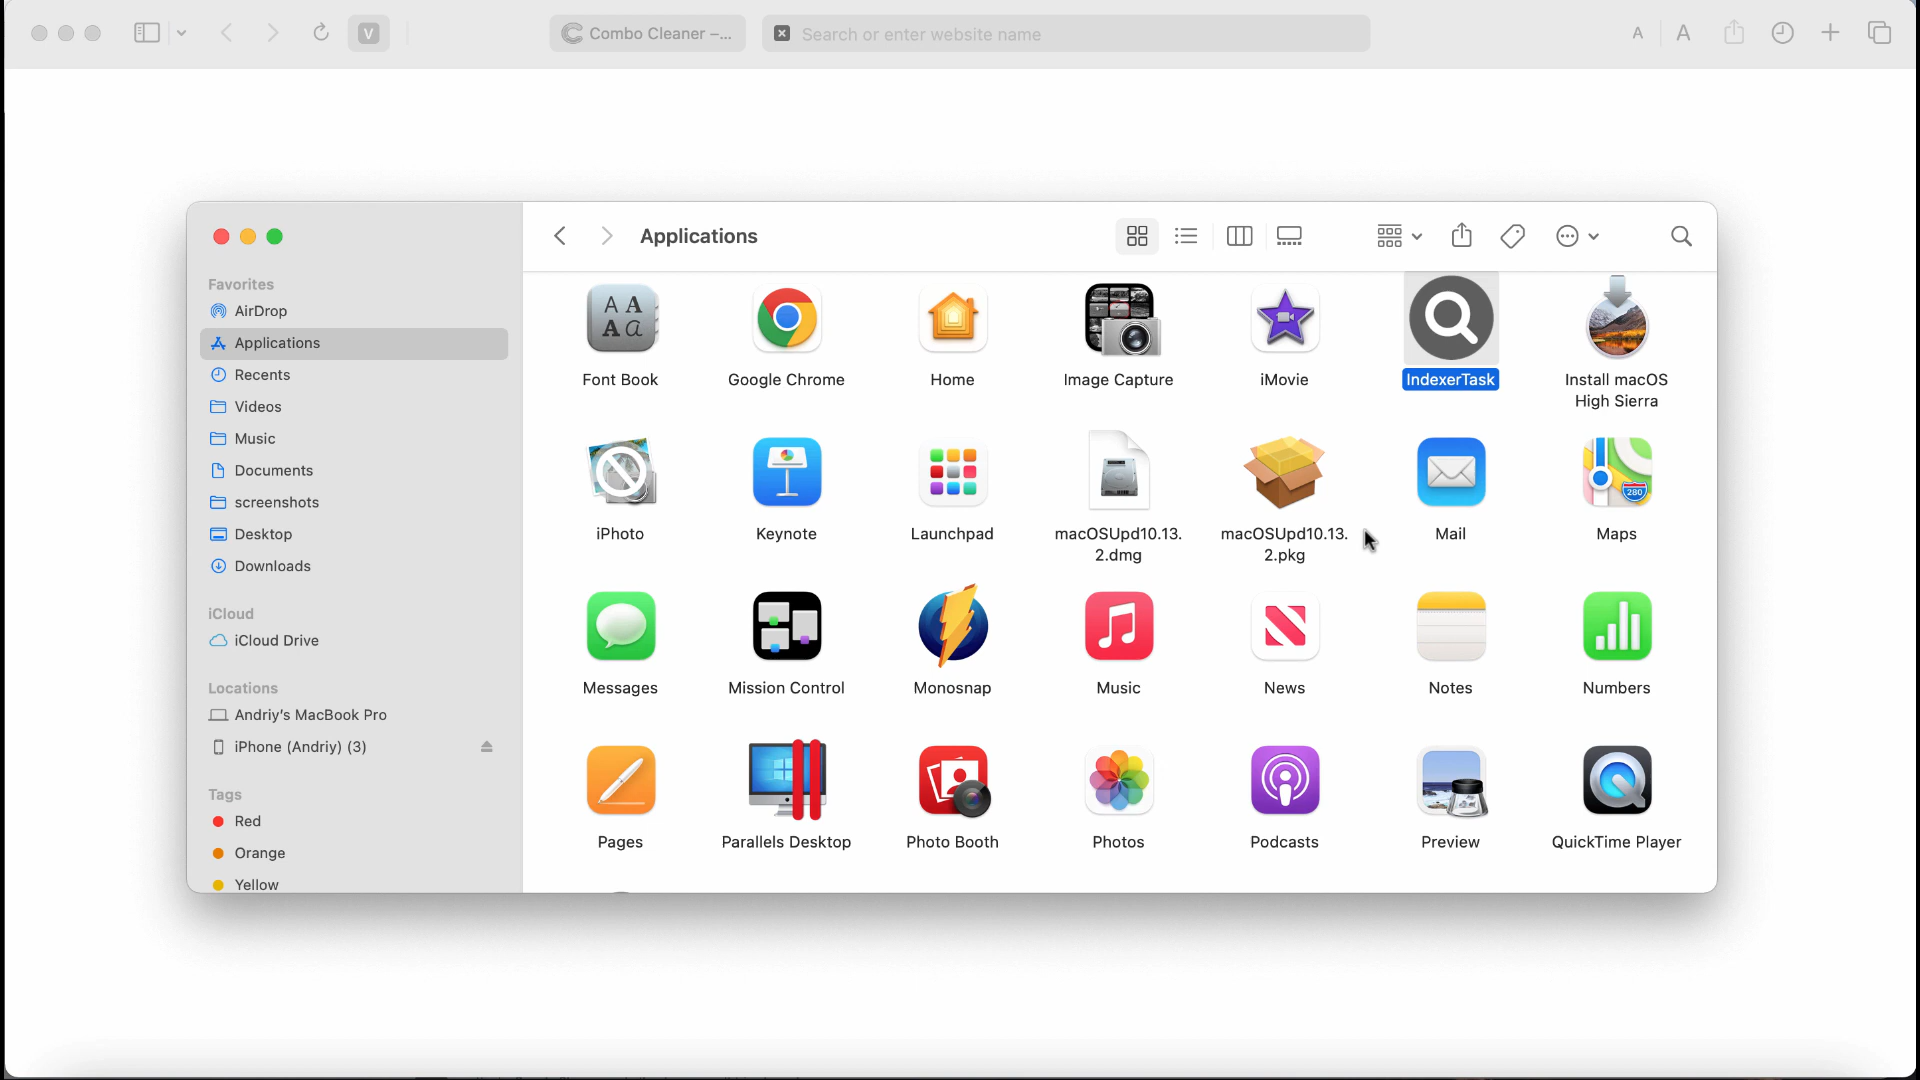 V
Combo Cleaner –...
Search or enter website name
A
A
Applications
Favorites
AirDrop
Applications
Recents
Videos
Music
Documents
screenshots
Desktop
Downloads
iCloud
iCloud Drive
Locations
Andriy's MacBook Pro
iPhone (Andriy) (3)
Tags
Red
Orange
Yellow
A A
A a
Font Book
Google Chrome
Home
Image Capture
iMovie
IndexerTask
Install macOS
High Sierra
iPhoto
Keynote
Launchpad
macOSUpd10.13.
2.dmg
macOSUpd10.13.
2.pkg
Mail
280
Maps
Messages
Mission Control
Monosnap
Music
News
Notes
Numbers
Pages
Parallels Desktop
Photo Booth
Photos
Podcasts
Preview
QuickTime Player